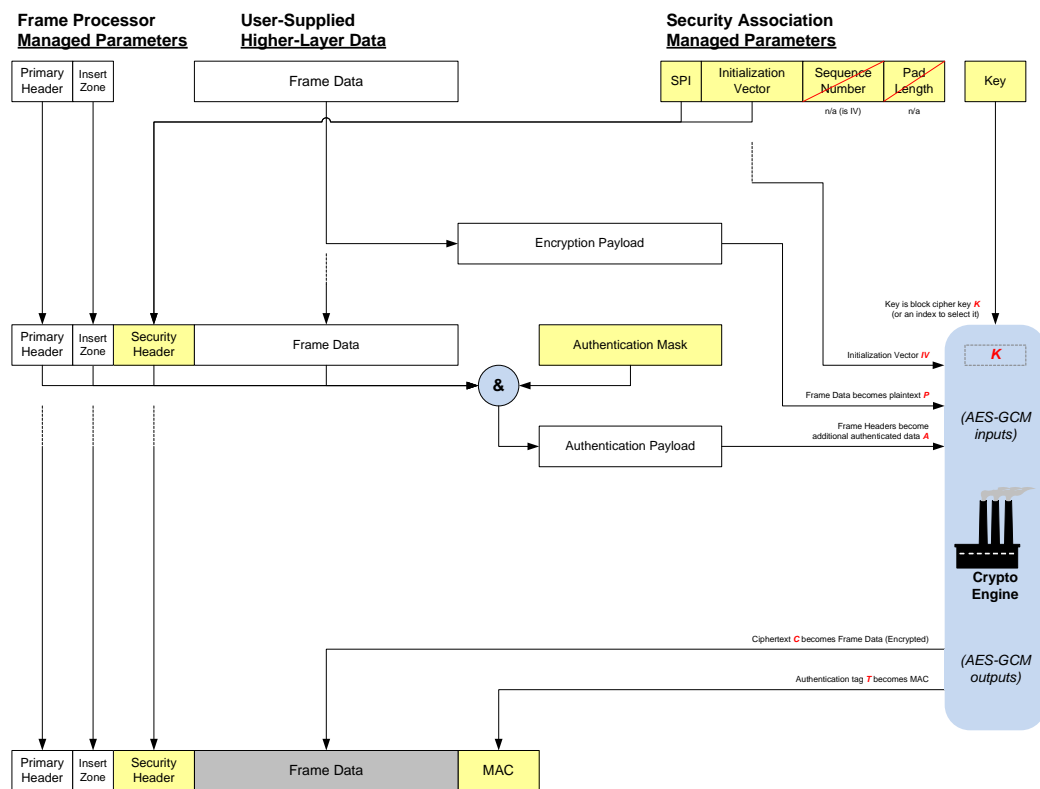 Frame Processor
Managed Parameters
User-Supplied
Higher-Layer Data
Security Association
Managed Parameters
Primary
Header
Insert
Zone
Frame Data
SPI
Initialization
Vector
Sequence
Number
Pad
Length
Key
n/a (is IV)
n/a
Encryption Payload
Key is block cipher key K
(or an index to select it)
Primary
Header
Insert
Zone
Security
Header
Frame Data
Authentication Mask
Initialization Vector IV
K
&
Frame Data becomes plaintext P
(AES-GCM
inputs)
Frame Headers become
additional authenticated data A
Authentication Payload
Crypto
Engine
Ciphertext C becomes Frame Data (Encrypted)
(AES-GCM
outputs)
Authentication tag T becomes MAC
Primary
Header
Insert
Zone
Security
Header
Frame Data
MAC